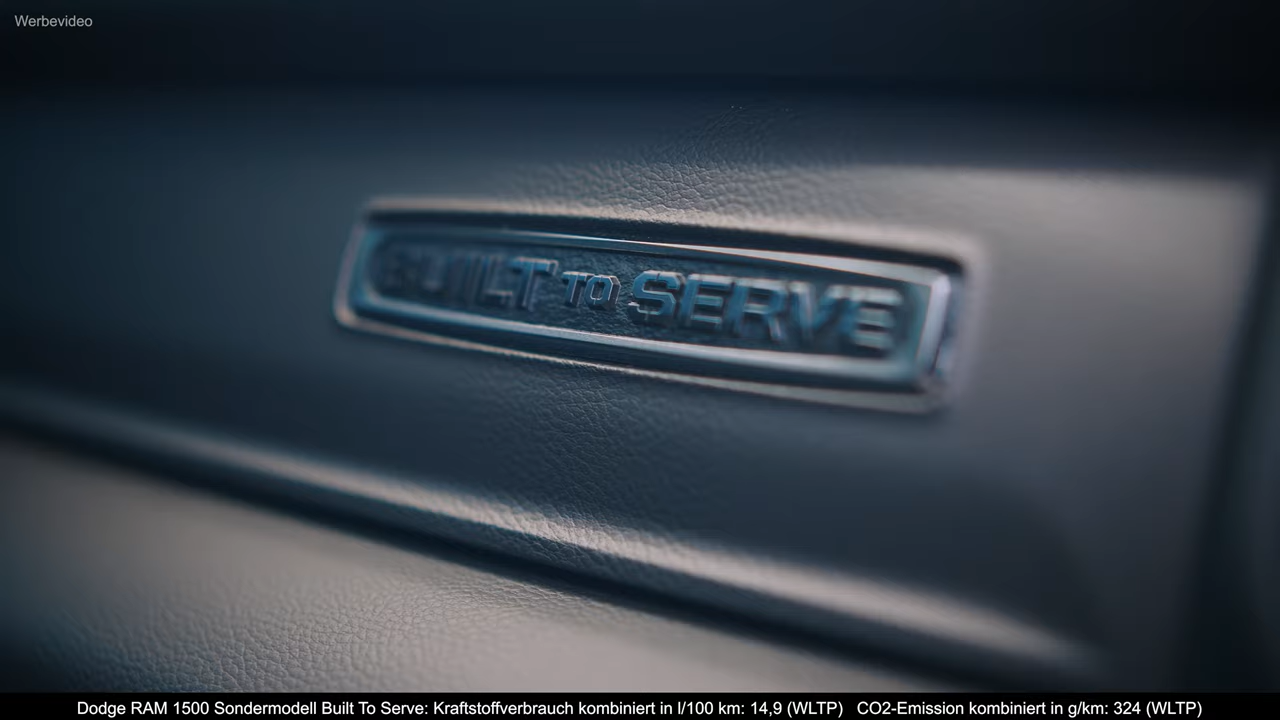 Werbevideo
BUILT TO SERVE
Dodge RAM 1500 Sondermodell Built To Serve: Kraftstoffverbrauch kombiniert in l/100 km: 14,9 (WLTP) CO2-Emission kombiniert in g/km: 324 (WLTP)